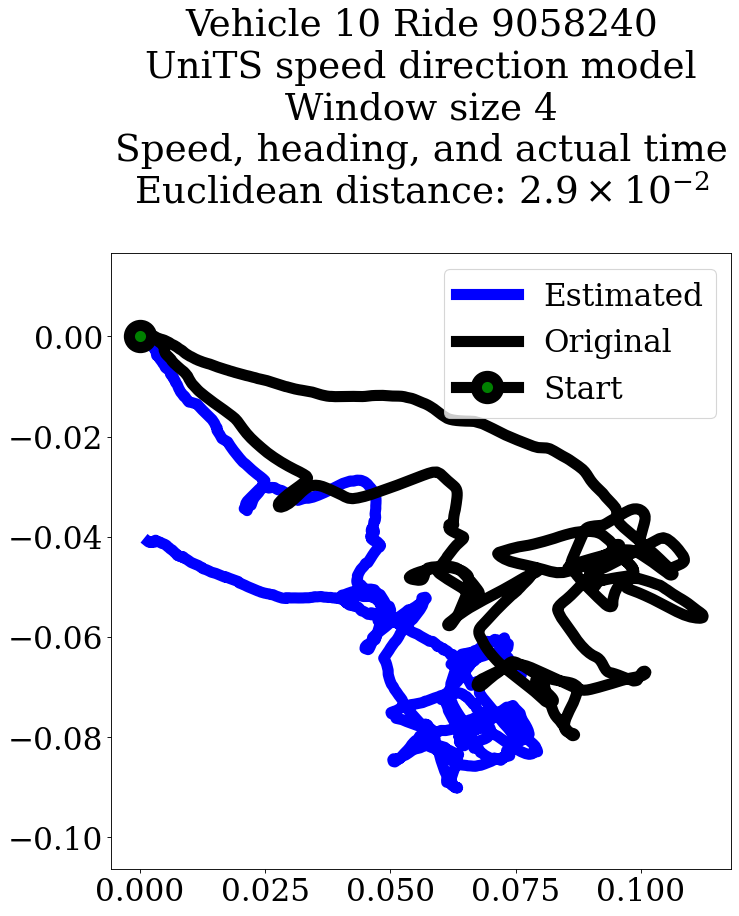 Vehicle 10 Ride 9058240
UniTS speed direction model
Window size 4
Speed, heading, and actual time
Euclidean distance: 2.9 × 10⁻²
Estimated
Original
Start
0.00
−0.02
−0.04
−0.06
−0.08
−0.10
0.000 0.025 0.050 0.075 0.100